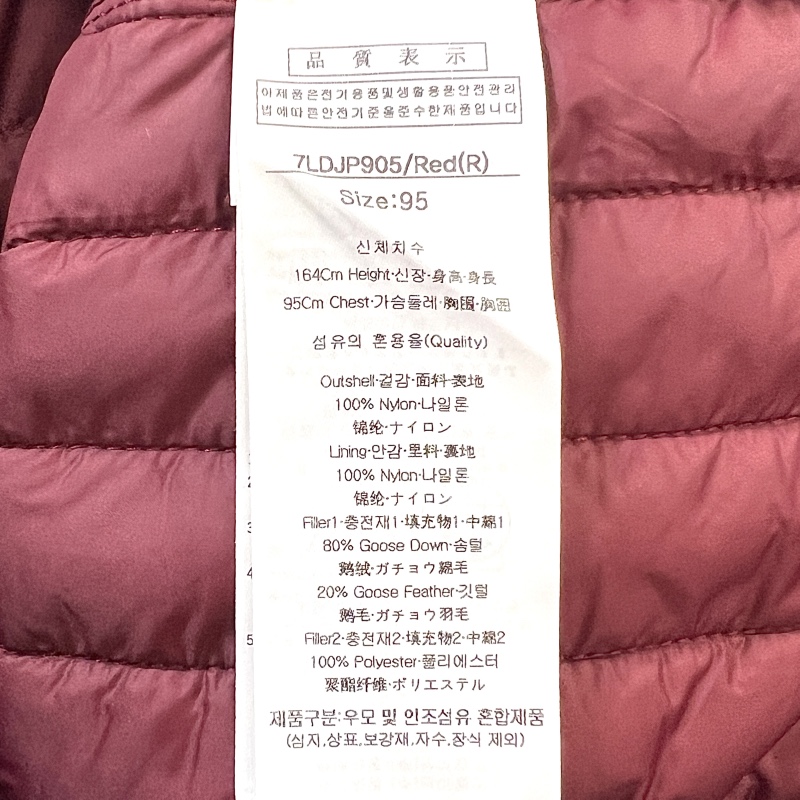 品質表示
이제품은전기용품및생활용품안전관리
법에따른안전기준을준수한제품입니다
7LDJP905/Red(R)
Size:95
신체치수
164Cm Height·신장·身高·身長
95Cm Chest·가슴둘레·胸围·胸囲
섬유의 혼용율(Quality)
Outshell·겉감·面料·表地
100% Nylon·나일론
锦纶·ナイロン
Lining·안감·里料·裏地
100% Nylon·나일론
锦纶·ナイロン
Filler1·충전재1·填充物1·中綿1
80% Goose Down·솜털
鹅绒·ガチョウ綿毛
20% Goose Feather·깃털
鹅毛·ガチョウ羽毛
Filler2·충전재2·填充物2·中綿2
100% Polyester·폴리에스터
聚酯纤维·ポリエステル
제품구분:우모 및 인조섬유 혼합제품
(심지,상표,보강재,자수,장식 제외)
2
3
4
5